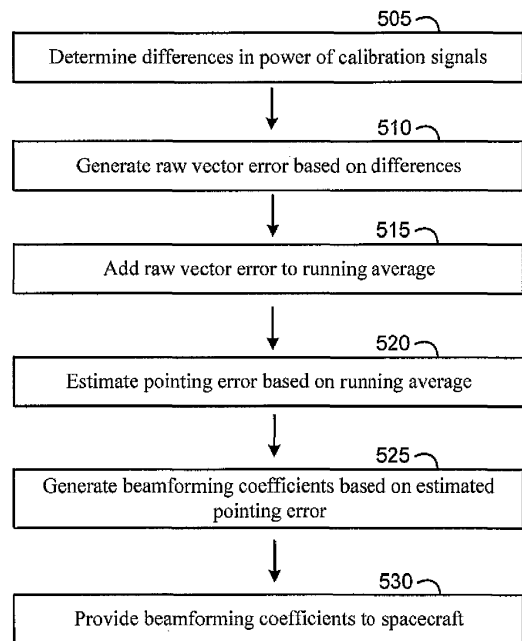 505
Determine differences in power of calibration signals
510
Generate raw vector error based on differences
515
Add raw vector error to running average
520
Estimate pointing error based on running average
525
Generate beamforming coefficients based on estimated
pointing error
530
Provide beamforming coefficients to spacecraft